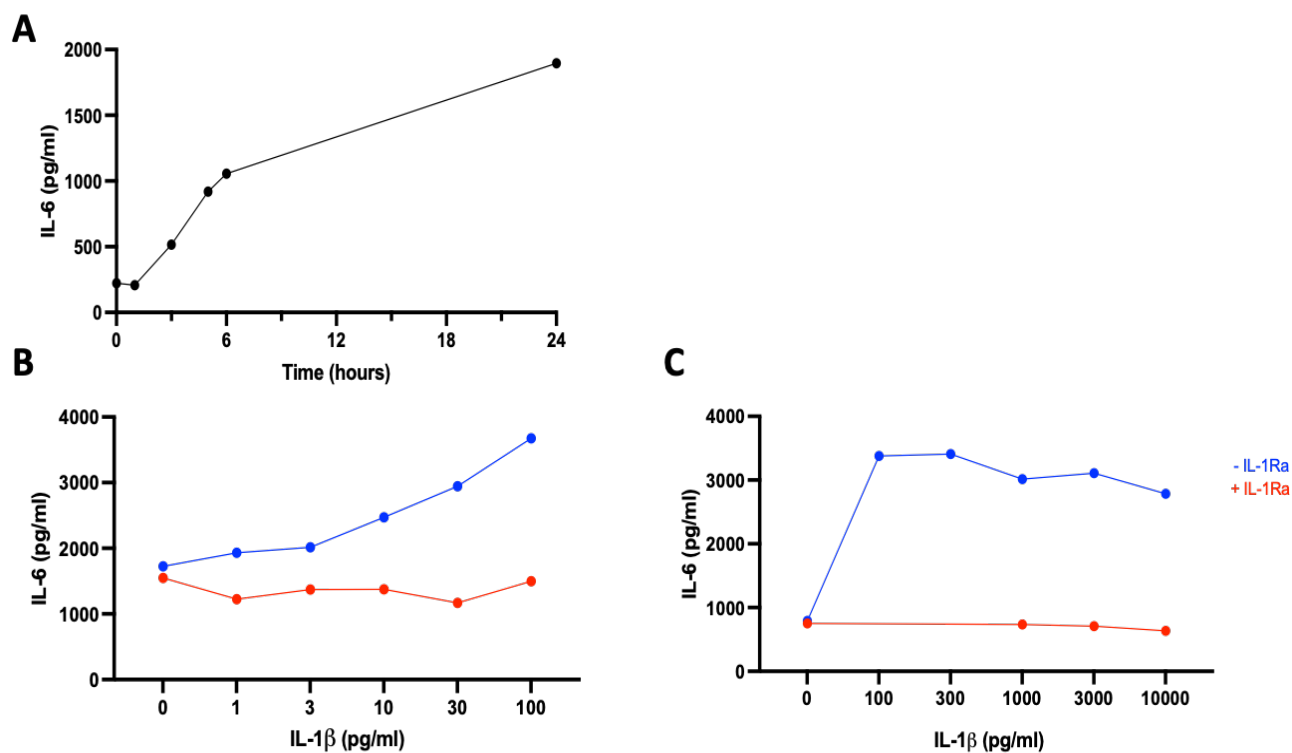 A
2000
1500
1000
500
0
IL-6 (pg/ml)
0 6 12 18 24
Time (hours)
B
4000
3000
2000
1000
0
IL-6 (pg/ml)
0 1 3 10 30 100
IL-1β (pg/ml)
C
4000
3000
2000
1000
0
IL-6 (pg/ml)
0 100 300 1000 3000 10000
IL-1β (pg/ml)
- IL-1Ra
+ IL-1Ra